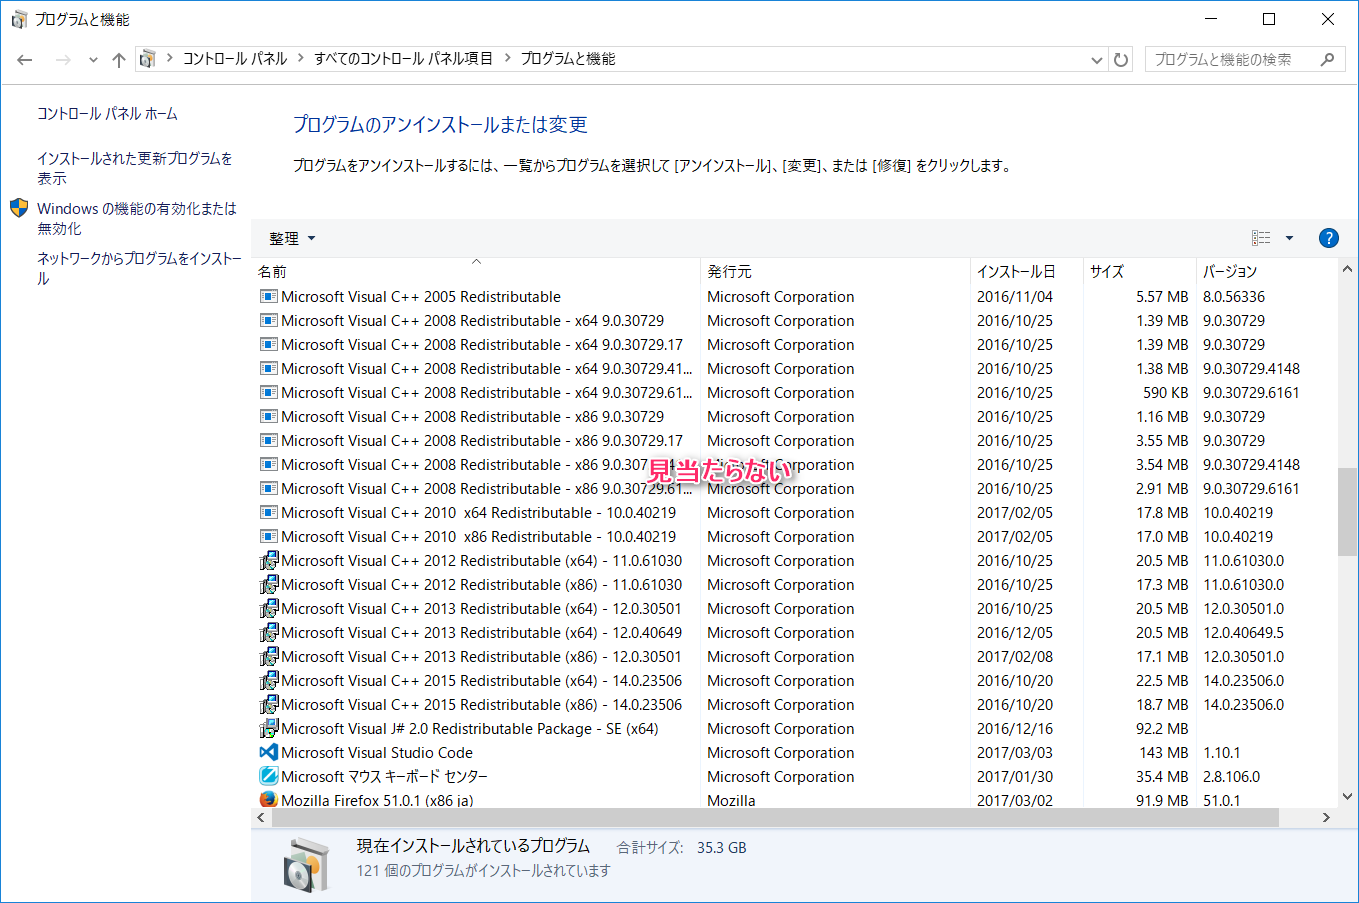 プログラムと機能
コントロール パネル > すべてのコントロール パネル項目 > プログラムと機能
プログラムと機能の検索
コントロール パネル ホーム
インストールされた更新プログラムを
表示
Windows の機能の有効化または
無効化
ネットワークからプログラムをインストー
ル
プログラムのアンインストールまたは変更
プログラムをアンインストールするには、一覧からプログラムを選択して [アンインストール]、[変更]、または [修復] をクリックします。
整理
名前 発行元 インストール日 サイズ バージョン
Microsoft Visual C++ 2005 Redistributable Microsoft Corporation 2016/11/04 5.57 MB 8.0.56336
Microsoft Visual C++ 2008 Redistributable - x64 9.0.30729 Microsoft Corporation 2016/10/25 1.39 MB 9.0.30729
Microsoft Visual C++ 2008 Redistributable - x64 9.0.30729.17 Microsoft Corporation 2016/10/25 1.39 MB 9.0.30729
Microsoft Visual C++ 2008 Redistributable - x64 9.0.30729.41... Microsoft Corporation 2016/10/25 1.38 MB 9.0.30729.4148
Microsoft Visual C++ 2008 Redistributable - x64 9.0.30729.61... Microsoft Corporation 2016/10/25 590 KB 9.0.30729.6161
Microsoft Visual C++ 2008 Redistributable - x86 9.0.30729 Microsoft Corporation 2016/10/25 1.16 MB 9.0.30729
Microsoft Visual C++ 2008 Redistributable - x86 9.0.30729.17 Microsoft Corporation 2016/10/25 3.55 MB 9.0.30729
Microsoft Visual C++ 2008 Redistributable - x86 Corporation 2016/10/25 3.54 MB 9.0.30729.4148
見当たらない
Microsoft Visual C++ 2008 Redistributable - x86 9.0.30729.61... Microsoft Corporation 2016/10/25 2.91 MB 9.0.30729.6161
Microsoft Visual C++ 2010  x64 Redistributable - 10.0.40219 Microsoft Corporation 2017/02/05 17.8 MB 10.0.40219
Microsoft Visual C++ 2010  x86 Redistributable - 10.0.40219 Microsoft Corporation 2017/02/05 17.0 MB 10.0.40219
Microsoft Visual C++ 2012 Redistributable (x64) - 11.0.61030 Microsoft Corporation 2016/10/25 20.5 MB 11.0.61030.0
Microsoft Visual C++ 2012 Redistributable (x86) - 11.0.61030 Microsoft Corporation 2016/10/25 17.3 MB 11.0.61030.0
Microsoft Visual C++ 2013 Redistributable (x64) - 12.0.30501 Microsoft Corporation 2016/10/25 20.5 MB 12.0.30501.0
Microsoft Visual C++ 2013 Redistributable (x64) - 12.0.40649 Microsoft Corporation 2016/12/05 20.5 MB 12.0.40649.5
Microsoft Visual C++ 2013 Redistributable (x86) - 12.0.30501 Microsoft Corporation 2017/02/08 17.1 MB 12.0.30501.0
Microsoft Visual C++ 2015 Redistributable (x64) - 14.0.23506 Microsoft Corporation 2016/10/20 22.5 MB 14.0.23506.0
Microsoft Visual C++ 2015 Redistributable (x86) - 14.0.23506 Microsoft Corporation 2016/10/20 18.7 MB 14.0.23506.0
Microsoft Visual J# 2.0 Redistributable Package - SE (x64) Microsoft Corporation 2016/12/16 92.2 MB
Microsoft Visual Studio Code Microsoft Corporation 2017/03/03 143 MB 1.10.1
Microsoft マウス キーボード センター Microsoft Corporation 2017/01/30 35.4 MB 2.8.106.0
Mozilla Firefox 51.0.1 (x86 ja) Mozilla 2017/03/02 91.9 MB 51.0.1
現在インストールされているプログラム 合計サイズ: 35.3 GB
121 個のプログラムがインストールされています